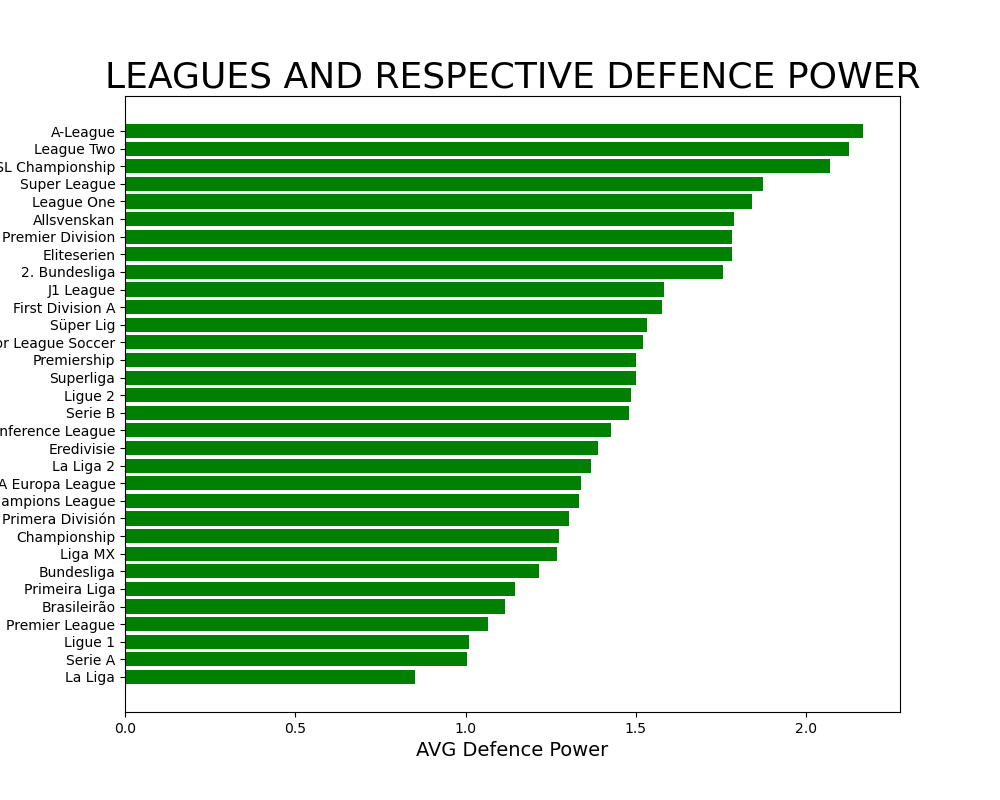 LEAGUES AND RESPECTIVE DEFENCE POWER
A-League
League Two
SL Championship
Super League
League One
Allsvenskan
Premier Division
Eliteserien
2. Bundesliga
J1 League
First Division A
Süper Lig
or League Soccer
Premiership
Superliga
Ligue 2
Serie B
nference League
Eredivisie
La Liga 2
A Europa League
ampions League
Primera División
Championship
Liga MX
Bundesliga
Primeira Liga
Brasileirão
Premier League
Ligue 1
Serie A
La Liga
0.0 0.5 1.0 1.5 2.0
AVG Defence Power